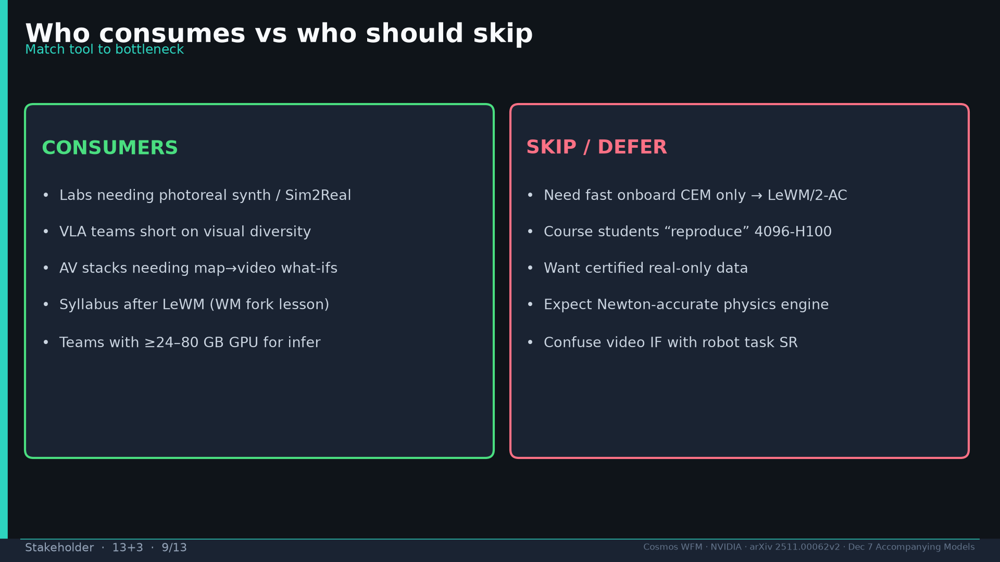 Who consumes vs who should skip
Match tool to bottleneck
CONSUMERS
• Labs needing photoreal synth / Sim2Real
• VLA teams short on visual diversity
• AV stacks needing map→video what-ifs
• Syllabus after LeWM (WM fork lesson)
• Teams with ≥24–80 GB GPU for infer
SKIP / DEFER
• Need fast onboard CEM only → LeWM/2-AC
• Course students “reproduce” 4096-H100
• Want certified real-only data
• Expect Newton-accurate physics engine
• Confuse video IF with robot task SR
Stakeholder · 13+3 · 9/13
Cosmos WFM · NVIDIA · arXiv 2511.00062v2 · Dec 7 Accompanying Models